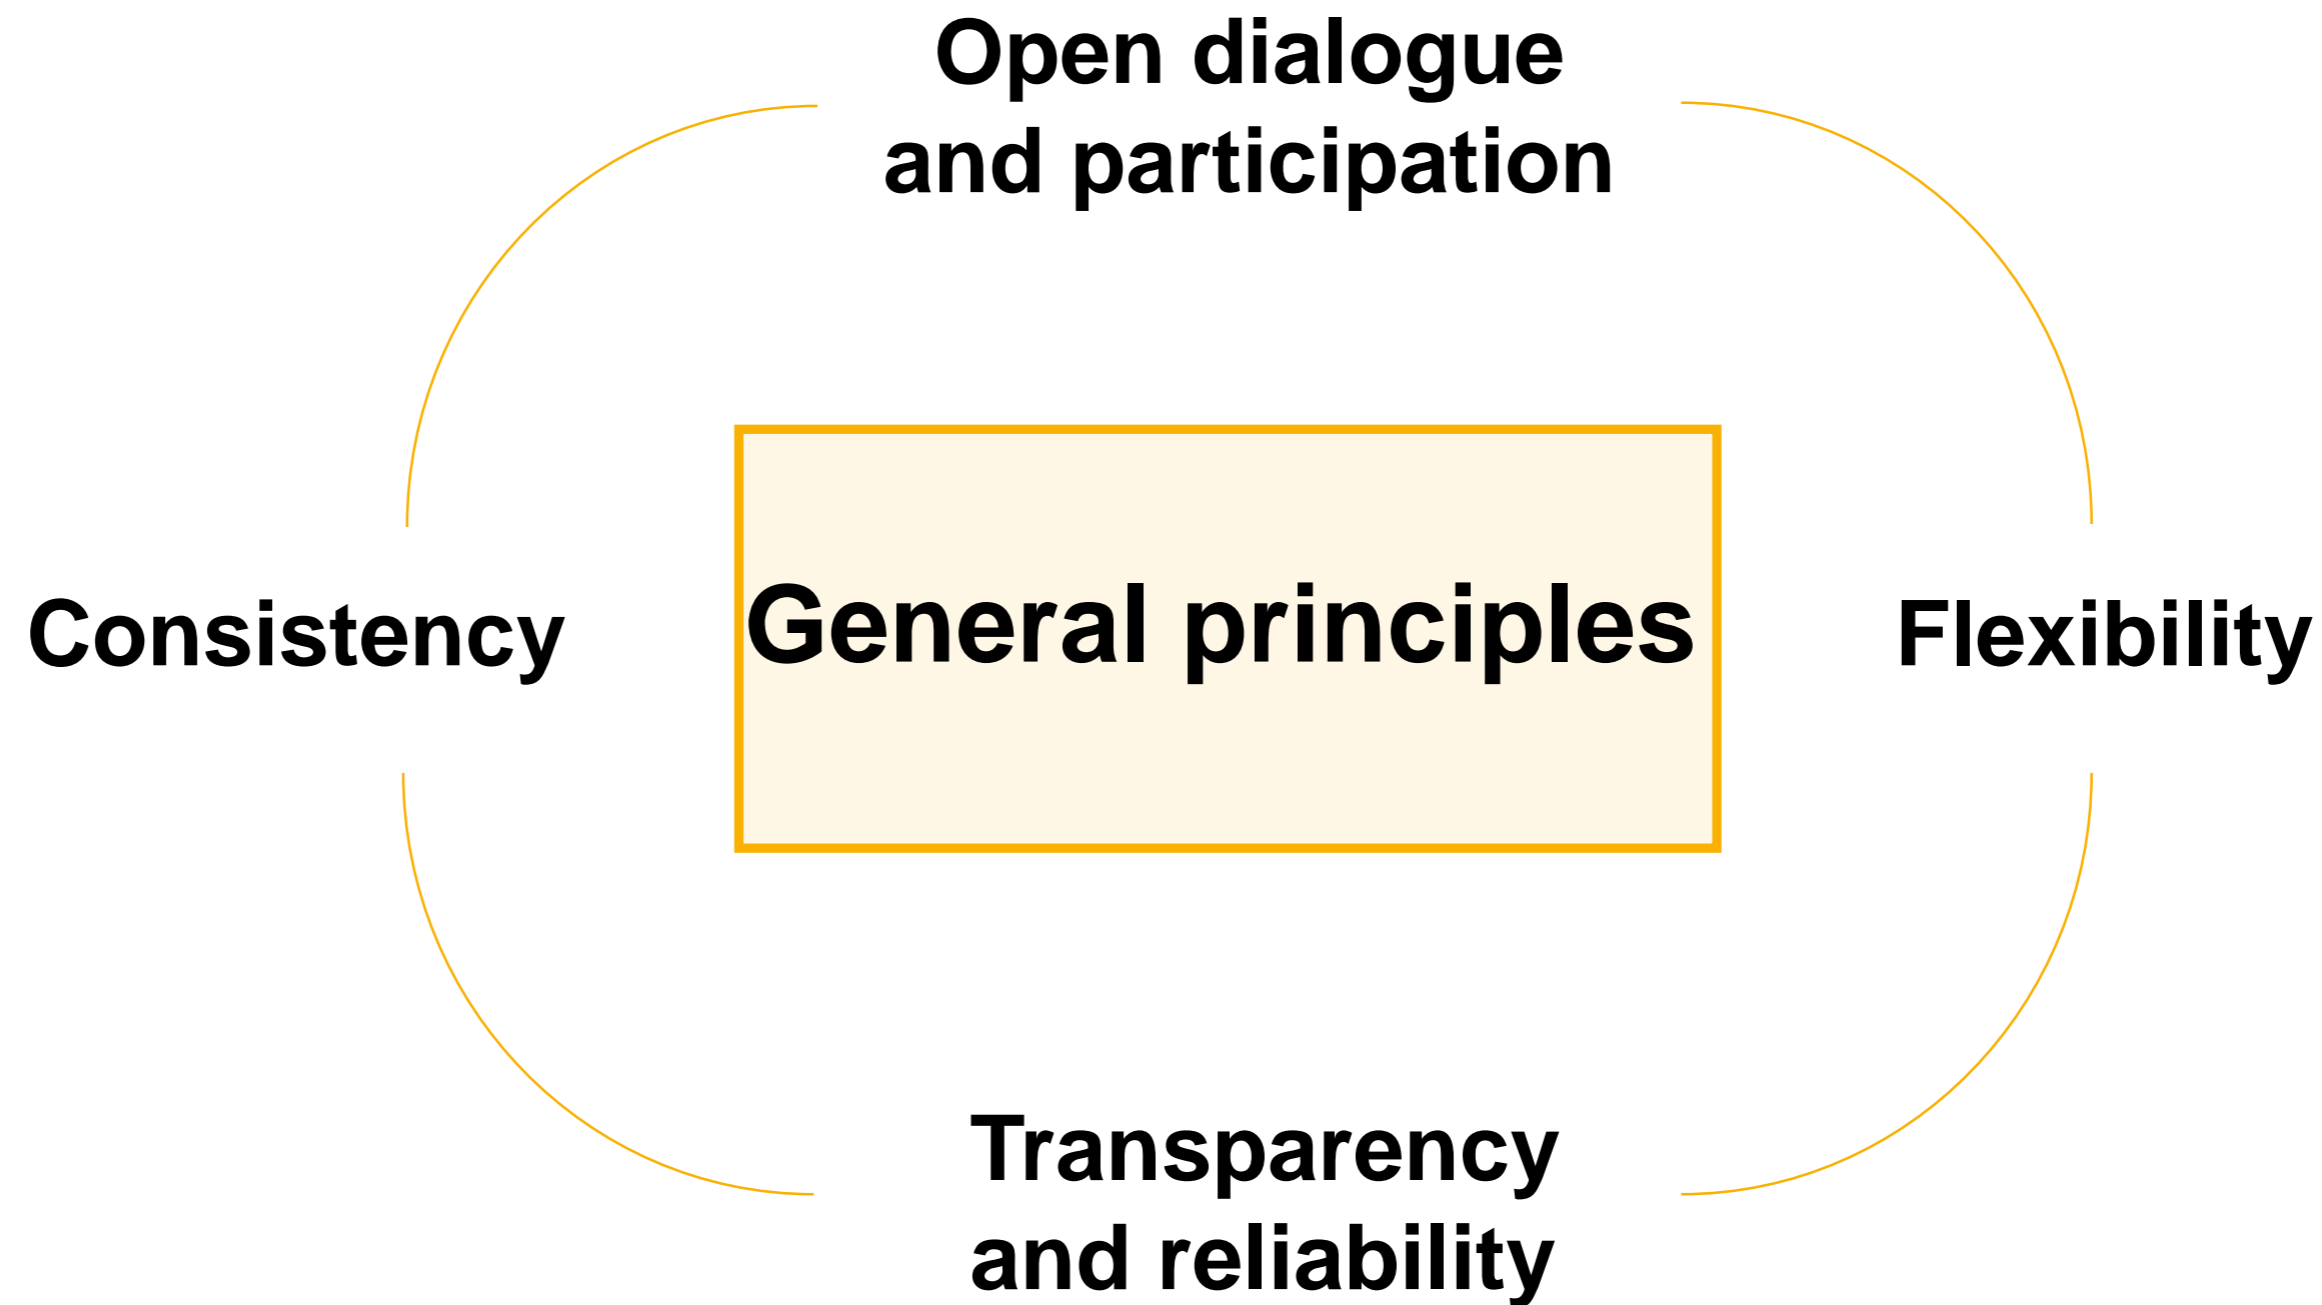 Open dialogue
and participation
Consistency
General principles
Flexibility
Transparency
and reliability